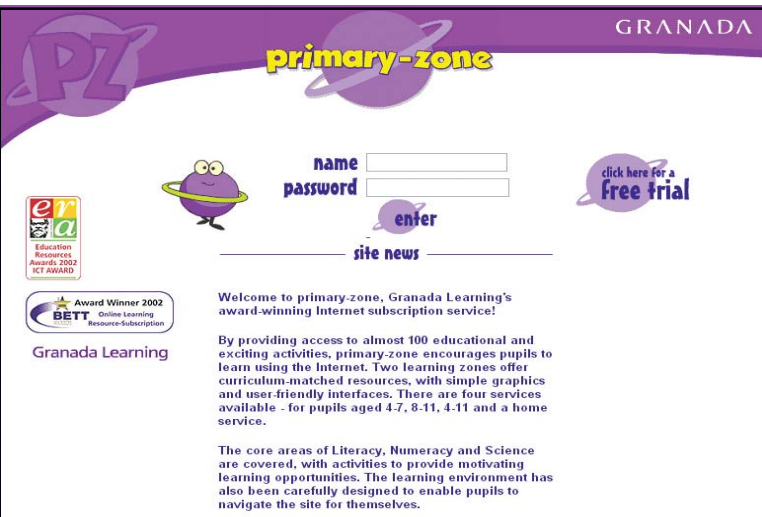 GRANADA
PZ
primary-zone
name
password
enter
click here for a
free trial
era
Education
Resources
Awards 2002
ICT AWARD
Award Winner 2002
BETT Online Learning
Resource-Subscription
Granada Learning
site news
Welcome to primary-zone, Granada Learning's
award-winning Internet subscription service!
By providing access to almost 100 educational and
exciting activities, primary-zone encourages pupils to
learn using the Internet. Two learning zones offer
curriculum-matched resources, with simple graphics
and user-friendly interfaces. There are four services
available - for pupils aged 4-7, 8-11, 4-11 and a home
service.
The core areas of Literacy, Numeracy and Science
are covered, with activities to provide motivating
learning opportunities. The learning environment has
also been carefully designed to enable pupils to
navigate the site for themselves.